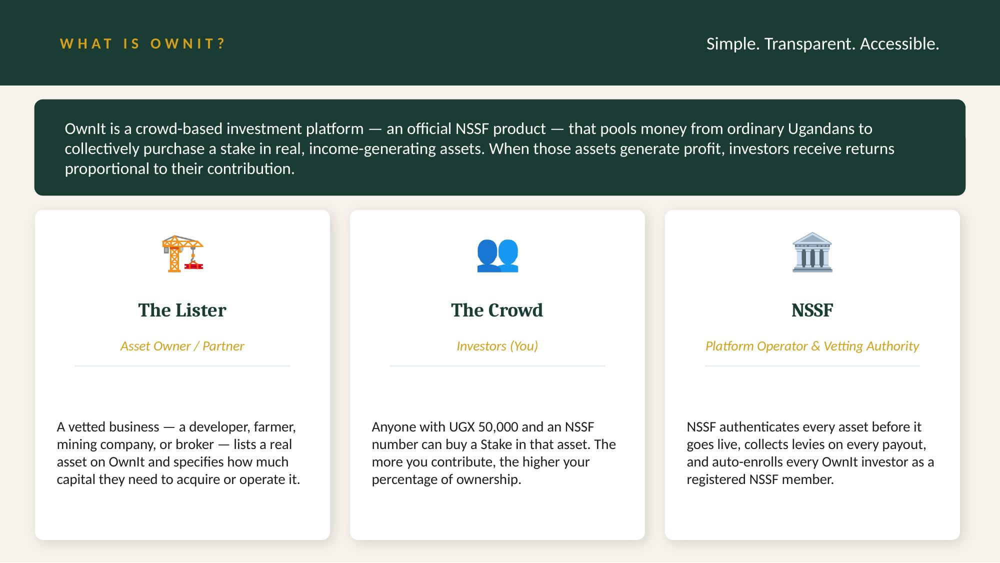 WHAT IS OWNIT?
Simple. Transparent. Accessible.
OwnIt is a crowd-based investment platform — an official NSSF product — that pools money from ordinary Ugandans to
collectively purchase a stake in real, income-generating assets. When those assets generate profit, investors receive returns
proportional to their contribution.
The Lister
Asset Owner / Partner
A vetted business — a developer, farmer,
mining company, or broker — lists a real
asset on OwnIt and specifies how much
capital they need to acquire or operate it.
The Crowd
Investors (You)
Anyone with UGX 50,000 and an NSSF
number can buy a Stake in that asset. The
more you contribute, the higher your
percentage of ownership.
NSSF
Platform Operator & Vetting Authority
NSSF authenticates every asset before it
goes live, collects levies on every payout,
and auto-enrolls every OwnIt investor as a
registered NSSF member.